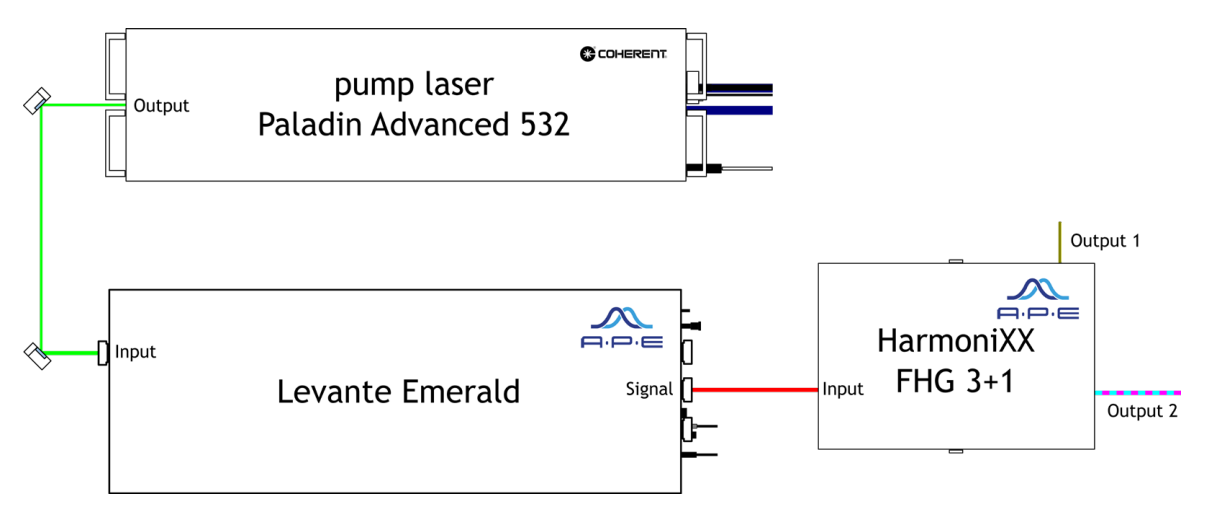 COHERENT
pump laser
Paladin Advanced 532
Output
Output 1
A·P·E
HarmoniXX
FHG 3+1
Input
Output 2
A·P·E
Input
Levante Emerald
Signal